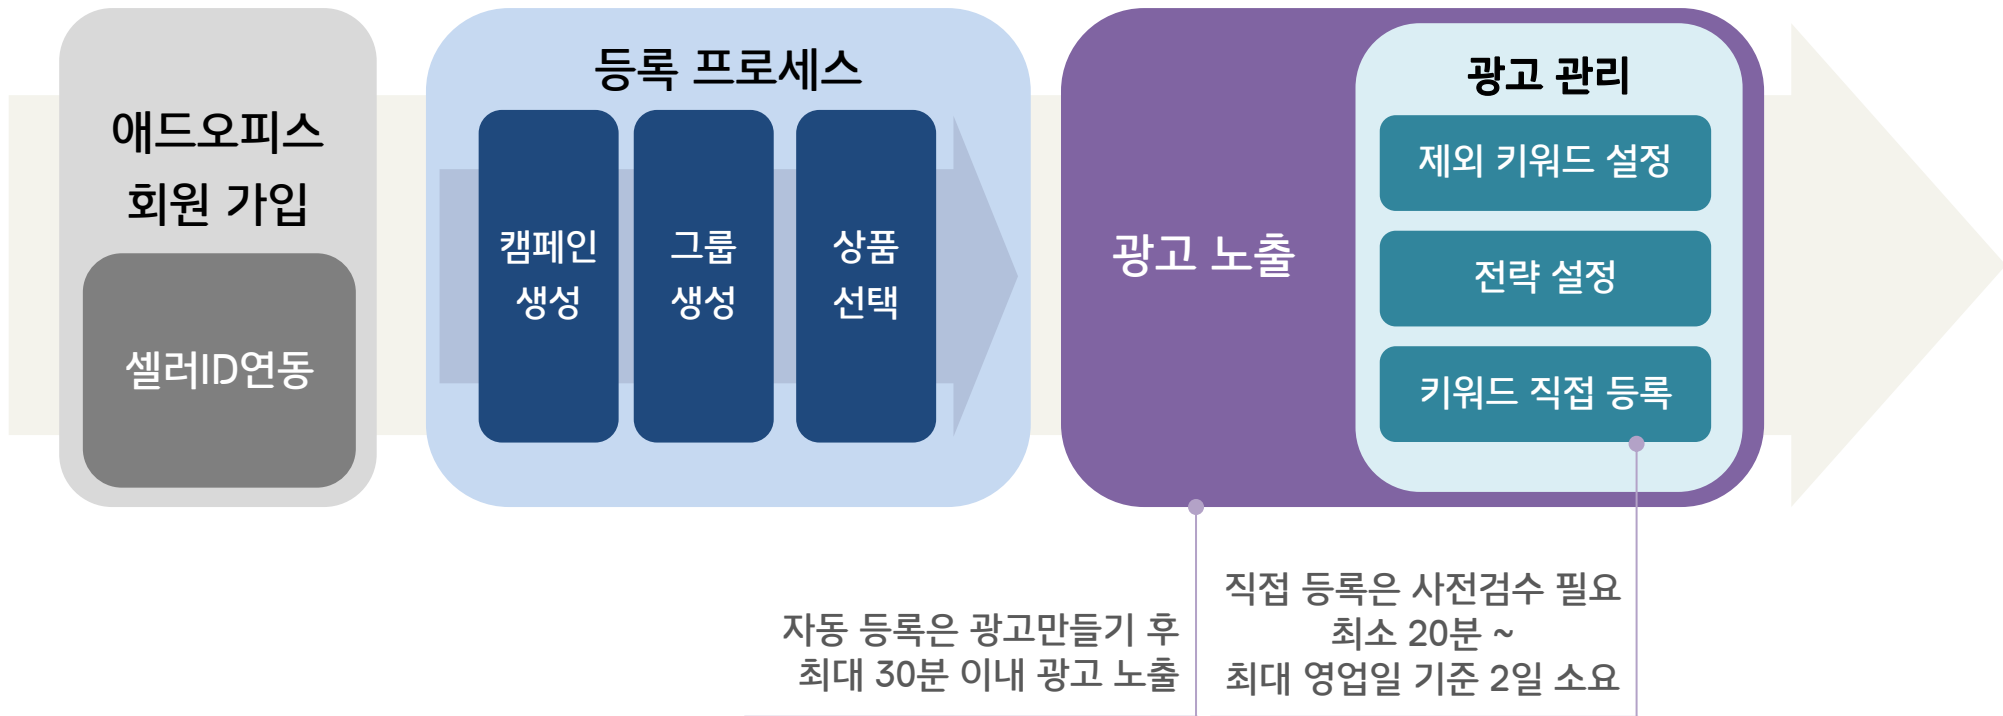 애드오피스
회원 가입
셀러ID연동
등록 프로세스
캠페인
생성
그룹
생성
상품
선택
광고 노출
광고 관리
제외 키워드 설정
전략 설정
키워드 직접 등록
자동 등록은 광고만들기 후
최대 30분 이내 광고 노출
직접 등록은 사전검수 필요
최소 20분 ~
최대 영업일 기준 2일 소요